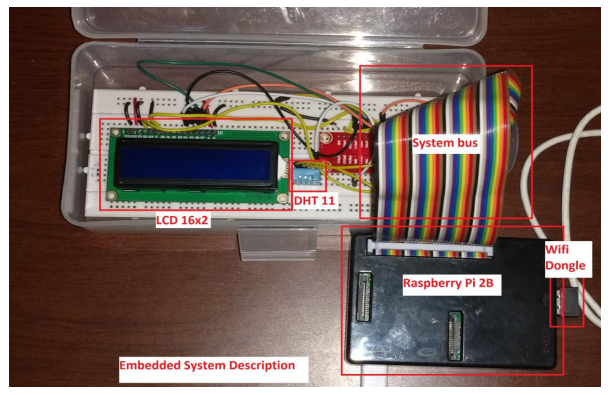 System bus
DHT 11
LCD 16x2
Wifi
Dongle
Raspberry Pi 2B
Embedded System Description